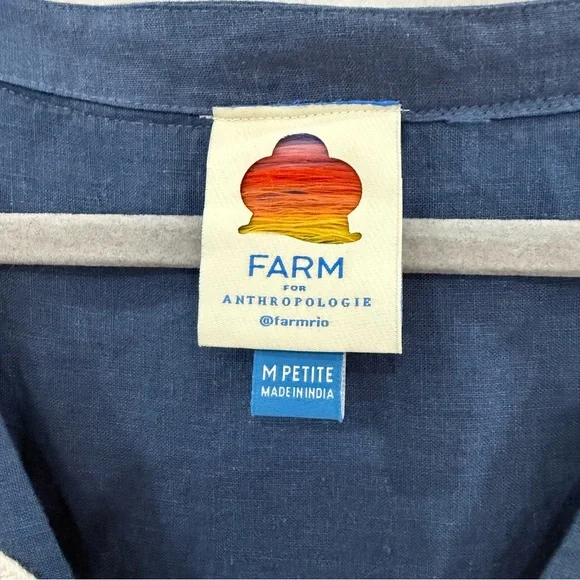 FARM
FOR
ANTHROPOLOGIE
@farmrio
M PETITE
MADE IN INDIA